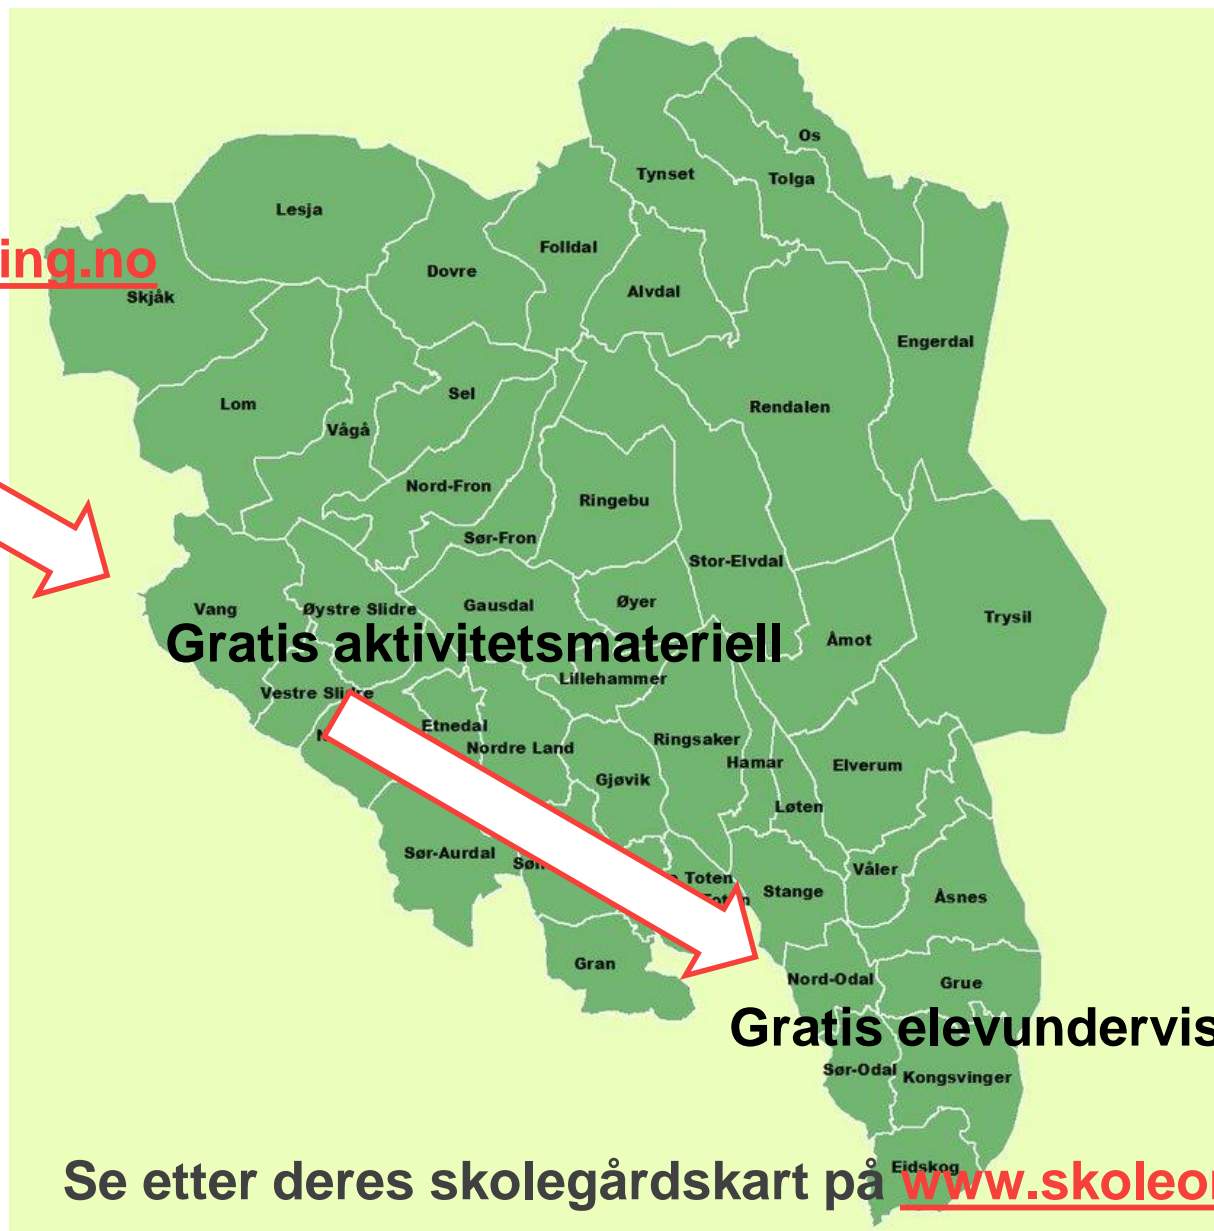 Os
Tynset
Tolga
Lesja
Folldal
ing.no
Dovre
Alvdal
Skjåk
Engerdal
Sel
Lom
Rendalen
Vågå
Nord-Fron
Ringebu
Sør-Fron
Stor-Elvdal
Vang
Øystre Slidre
Gausdal
Øyer
Trysil
Gratis aktivitetsmateriell
Åmot
Lillehammer
Vestre Slidre
Etnedal
Nordre Land
Ringsaker
Hamar
Elverum
Gjøvik
Løten
Sør-Aurdal
Våler
Toten
Stange
Åsnes
Toten
Gran
Nord-Odal
Grue
Gratis elevundervis
Sør-Odal
Kongsvinger
Eidskog
Se etter deres skolegårdskart på www.skoleor